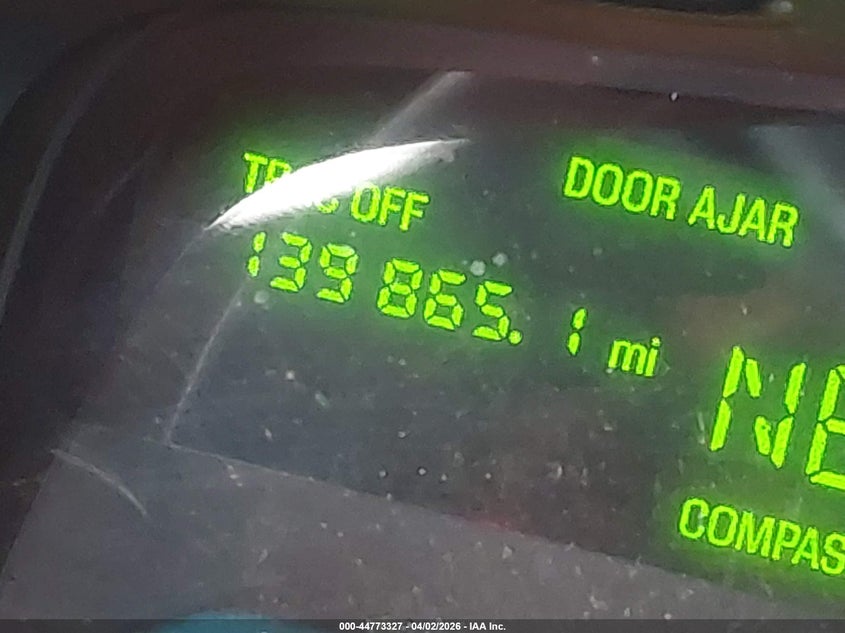 OFF DOOR AJAR
139 865.1 mi
COMPAS
000-44773327 - 04/02/2026 - IAA Inc.